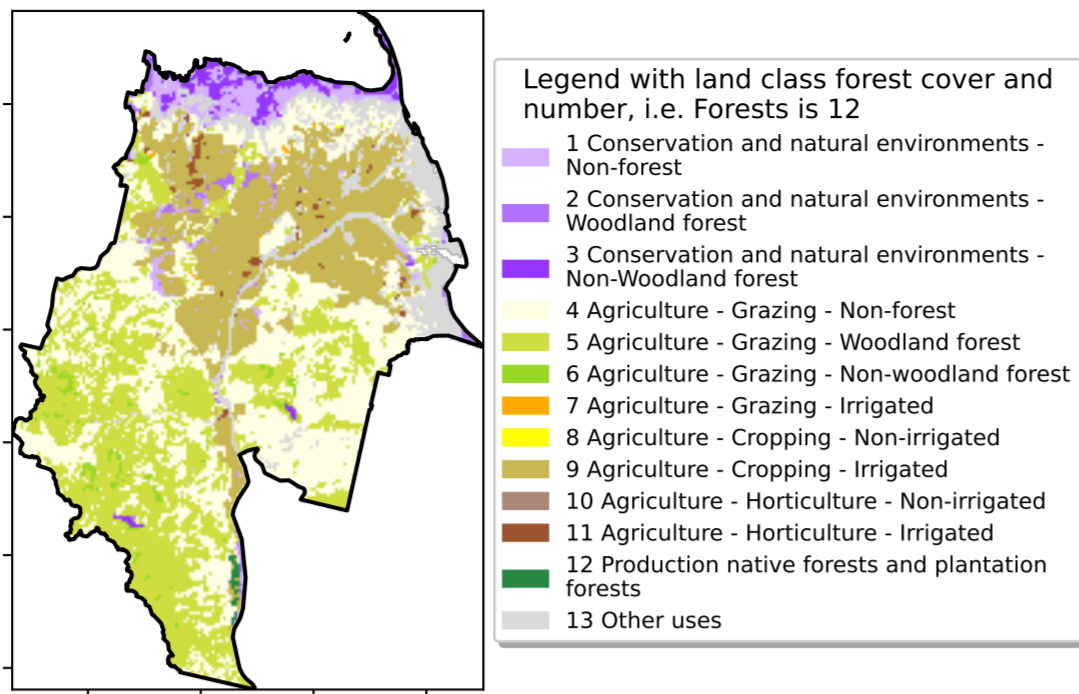 Legend with land class forest cover and
number, i.e. Forests is 12
1 Conservation and natural environments -
Non-forest
2 Conservation and natural environments -
Woodland forest
3 Conservation and natural environments -
Non-Woodland forest
4 Agriculture - Grazing - Non-forest
5 Agriculture - Grazing - Woodland forest
6 Agriculture - Grazing - Non-woodland forest
7 Agriculture - Grazing - Irrigated
8 Agriculture - Cropping - Non-irrigated
9 Agriculture - Cropping - Irrigated
10 Agriculture - Horticulture - Non-irrigated
11 Agriculture - Horticulture - Irrigated
12 Production native forests and plantation
forests
13 Other uses